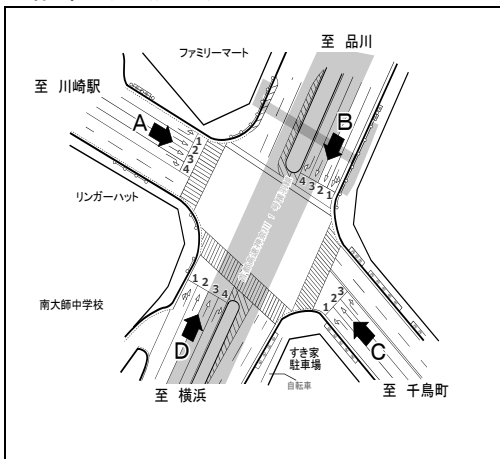 至 品川
ファミリーマート
至 川崎駅
A
B
1
2
3
4
4
3
2
1
リンガーハット
南大師中学校
1
2
3
4
3
2
1
D
C
すき家
駐車場
自転車
至 横浜
至 千鳥町